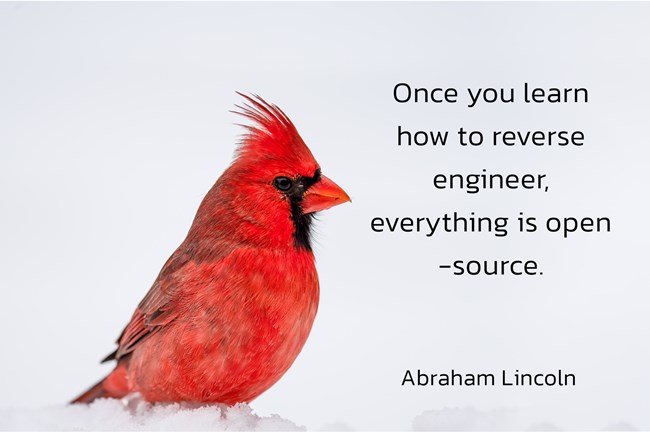 Once you learn
how to reverse
engineer,
everything is open
-source.
Abraham Lincoln